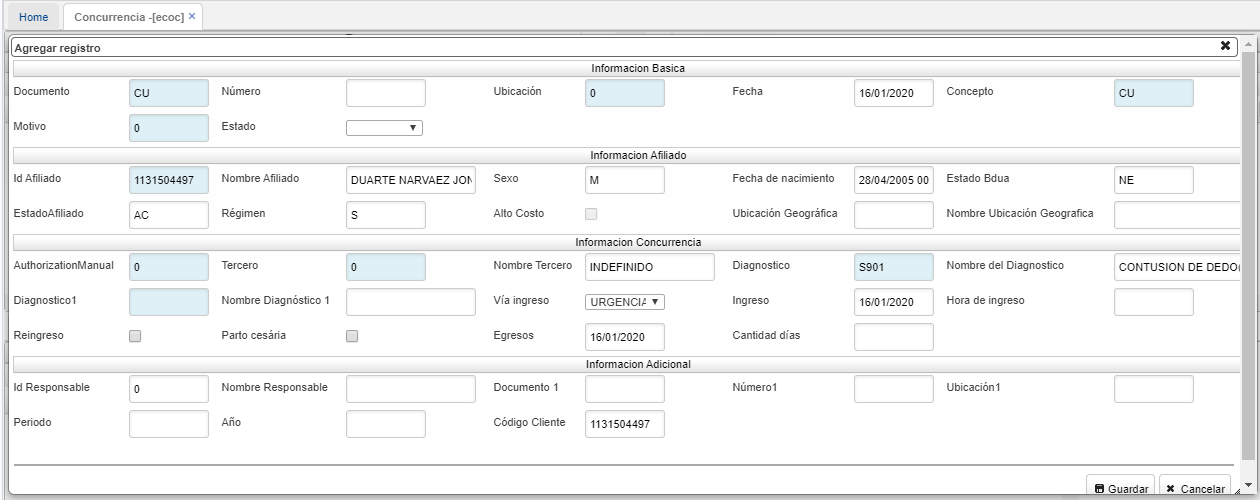 Home Concurrencia -[ecoc] ×
Agregar registro ✖
Informacion Basica
Documento CU Número Ubicación 0 Fecha 16/01/2020 Concepto CU
Motivo 0 Estado
Informacion Afiliado
Id Afiliado 1131504497 Nombre Afiliado DUARTE NARVAEZ JON Sexo M Fecha de nacimiento 28/04/2005 00 Estado Bdua NE
EstadoAfiliado AC Régimen S Alto Costo Ubicación Geográfica Nombre Ubicación Geografica
Informacion Concurrencia
AuthorizationManual 0 Tercero 0 Nombre Tercero INDEFINIDO Diagnostico S901 Nombre del Diagnostico CONTUSION DE DEDO(
Diagnostico1 Nombre Diagnóstico 1 Vía ingreso URGENCIA Ingreso 16/01/2020 Hora de ingreso
Reingreso Parto cesária Egresos 16/01/2020 Cantidad días
Informacion Adicional
Id Responsable 0 Nombre Responsable Documento 1 Número1 Ubicación1
Periodo Año Código Cliente 1131504497
Guardar ✖ Cancelar